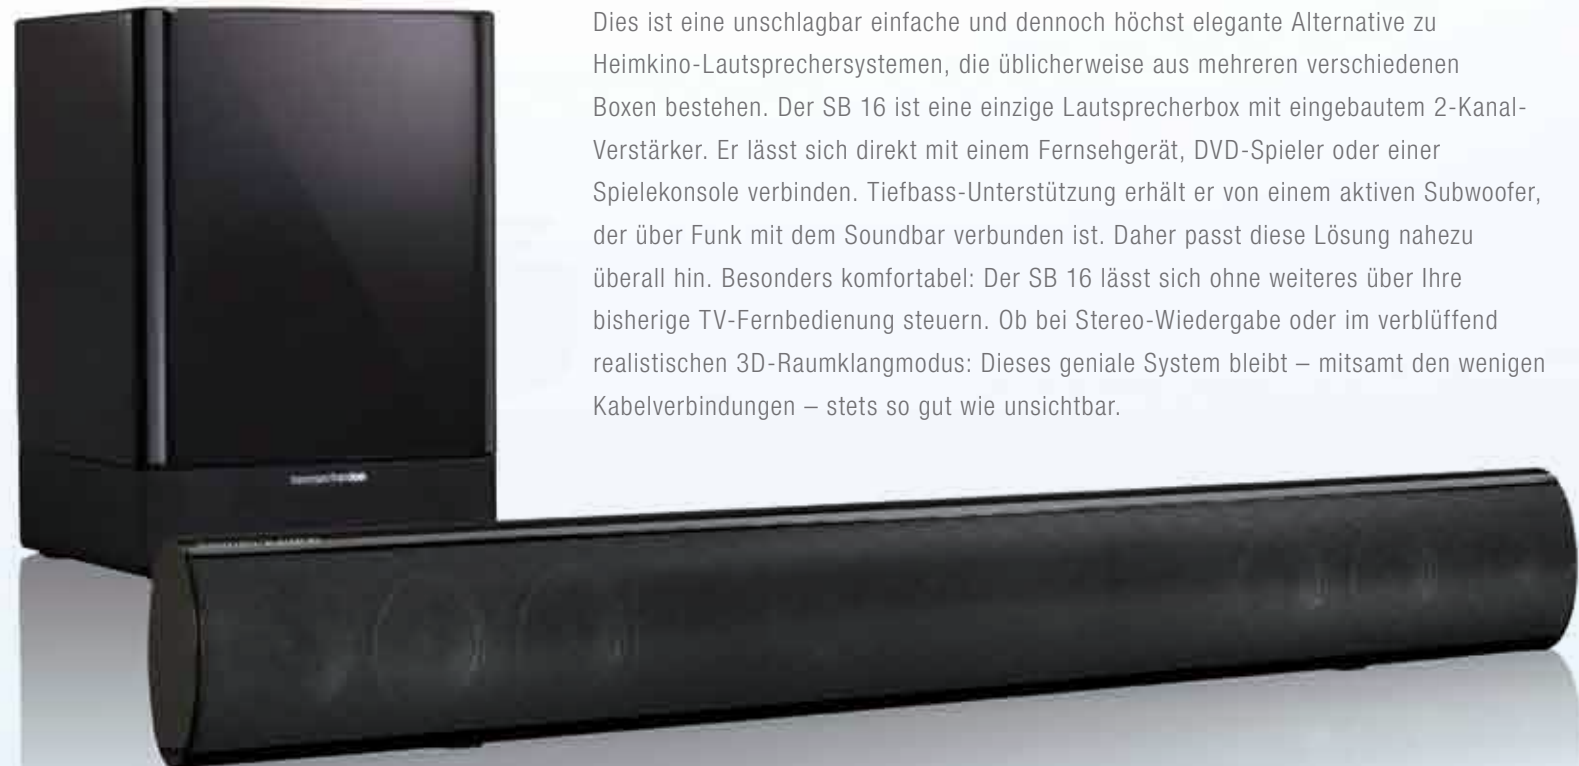 Dies ist eine unschlagbar einfache und dennoch höchst elegante Alternative zu
Heimkino-Lautsprechersystemen, die üblicherweise aus mehreren verschiedenen
Boxen bestehen. Der SB 16 ist eine einzige Lautsprecherbox mit eingebautem 2-Kanal-
Verstärker. Er lässt sich direkt mit einem Fernsehgerät, DVD-Spieler oder einer
Spielekonsole verbinden. Tiefbass-Unterstützung erhält er von einem aktiven Subwoofer,
der über Funk mit dem Soundbar verbunden ist. Daher passt diese Lösung nahezu
überall hin. Besonders komfortabel: Der SB 16 lässt sich ohne weiteres über Ihre
bisherige TV-Fernbedienung steuern. Ob bei Stereo-Wiedergabe oder im verblüffend
realistischen 3D-Raumklangmodus: Dieses geniale System bleibt – mitsamt den wenigen
Kabelverbindungen – stets so gut wie unsichtbar.
harman/kardon